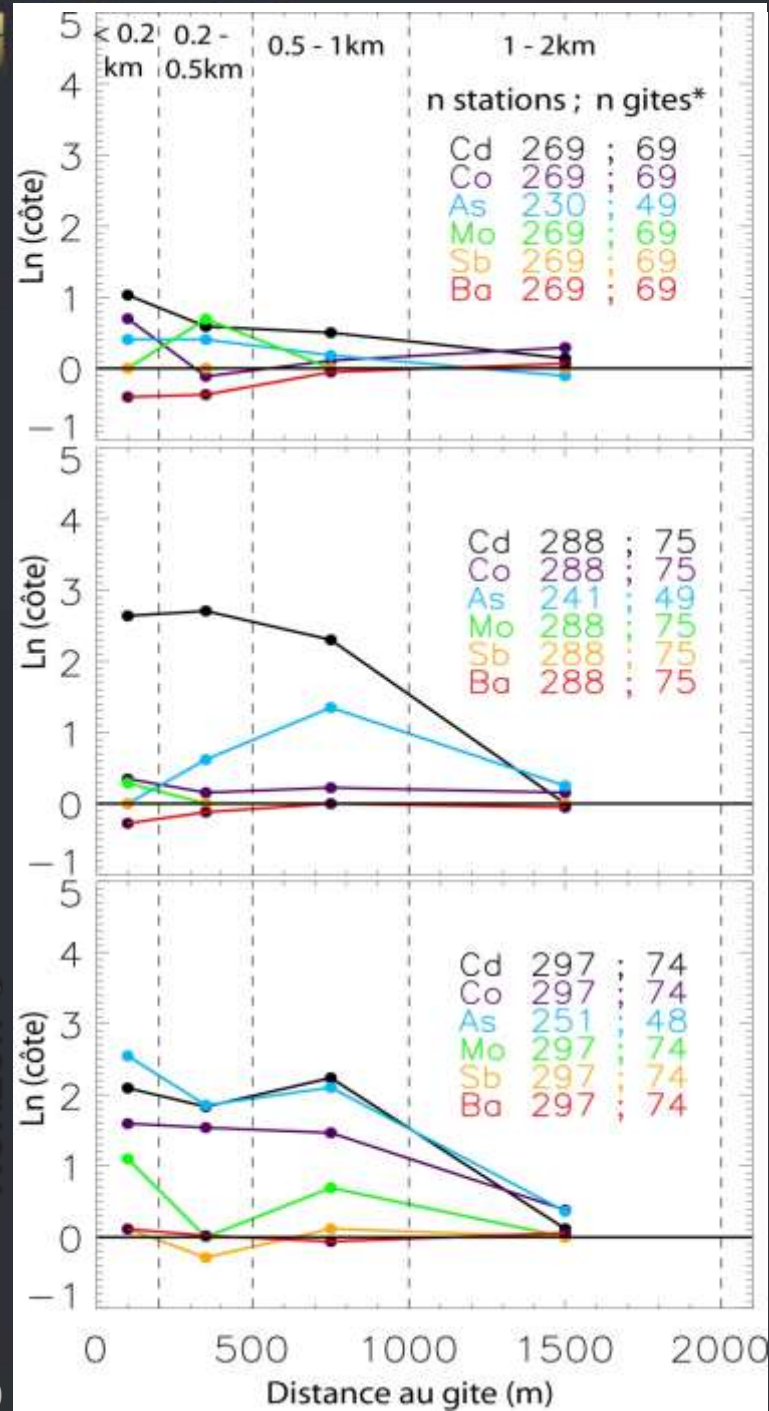 5
< 0.2 km
0.2 - 0.5km
0.5 - 1km
1 - 2km
4
n stations ; n gites*
3
Cd 269 ; 69
Co 269 ; 69
As 230 ; 49
Mo 269 ; 69
Sb 269 ; 69
Ba 269 ; 69
2
1
0
-1
Ln (côte)
5
4
3
Cd 288 ; 75
Co 288 ; 75
As 241 ; 49
Mo 288 ; 75
Sb 288 ; 75
Ba 288 ; 75
2
1
0
-1
Ln (côte)
5
4
3
Cd 297 ; 74
Co 297 ; 74
As 251 ; 48
Mo 297 ; 74
Sb 297 ; 74
Ba 297 ; 74
2
1
0
-1
Ln (côte)
0 500 1000 1500 2000
Distance au gite (m)